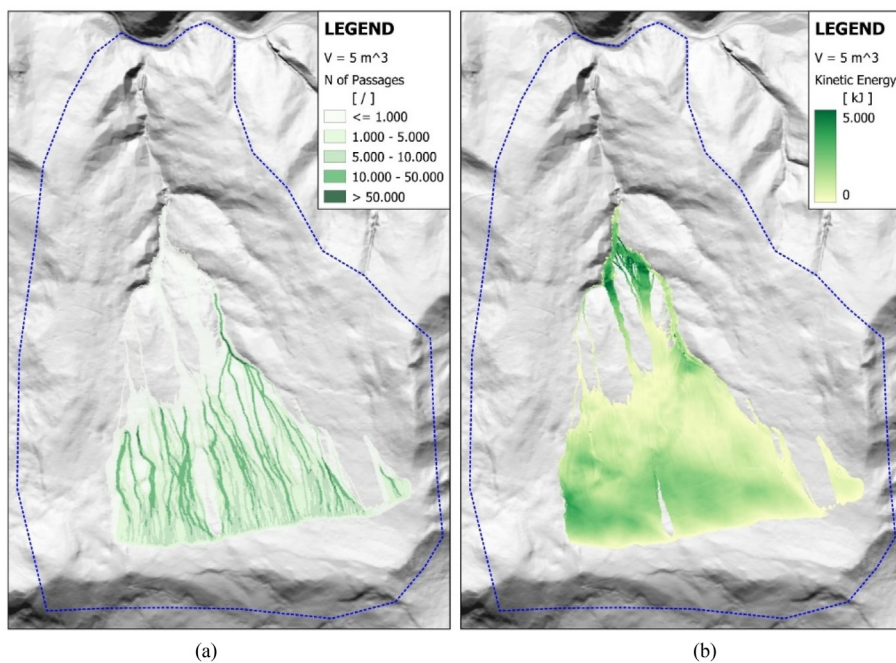 LEGEND
V = 5 m^3
N of Passages
[ / ]
<= 1.000
1.000 - 5.000
5.000 - 10.000
10.000 - 50.000
> 50.000
LEGEND
V = 5 m^3
Kinetic Energy
[ kJ ]
5.000
0
(a)
(b)